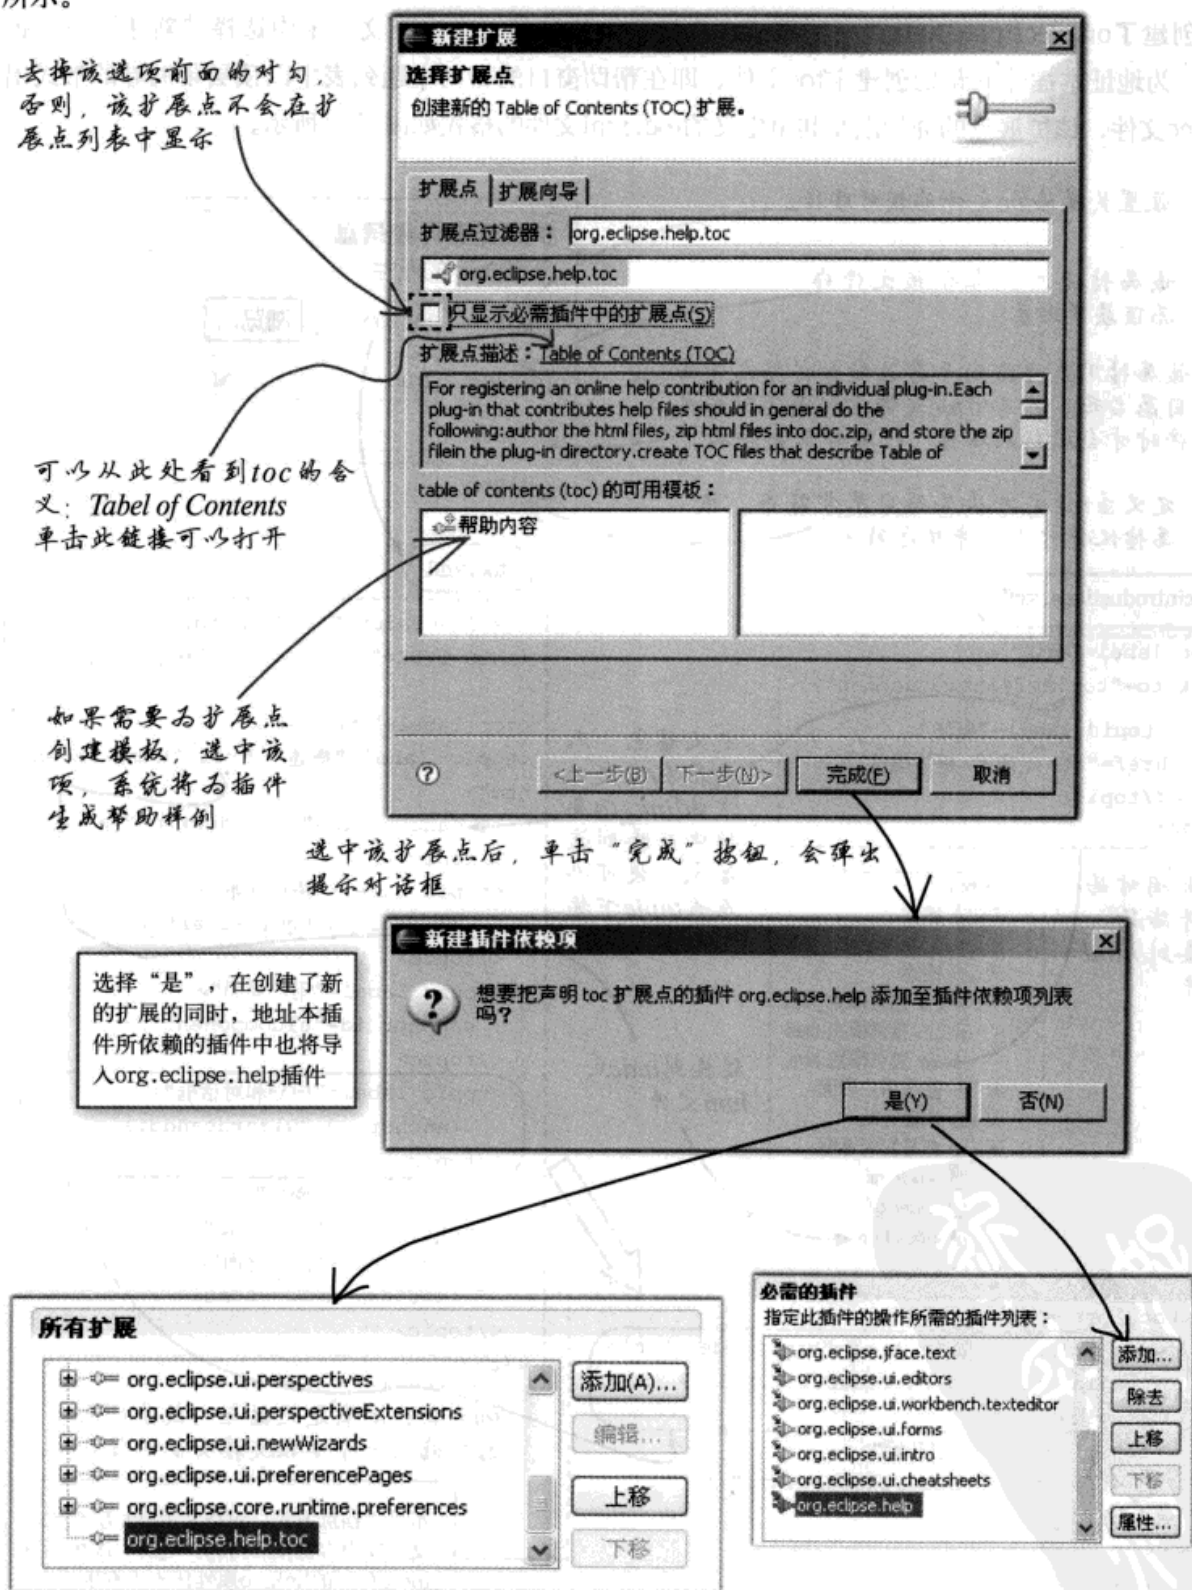 所示。
新建扩展
选择扩展点
创建新的 Table of Contents (TOC) 扩展。
去掉该选项前面的对勾,
否则, 该扩展点不会在扩
展点列表中显示
扩展点 扩展向导
扩展点过滤器: org.eclipse.help.toc
org.eclipse.help.toc
只显示必需插件中的扩展点(S)
扩展点描述: Table of Contents (TOC)
For registering an online help contribution for an individual plug-in.Each
plug-in that contributes help files should in general do the
following:author the html files, zip html files into doc.zip, and store the zip
filein the plug-in directory.create TOC files that describe Table of
可以从此处看到toc的含
义: Tabel of Contents
单击此链接可以打开
table of contents (toc) 的可用模板:
帮助内容
如果需要为扩展点
创建模板, 选中该
项, 系统将为插件
生成帮助样例
<上一步(B) 下一步(N)> 完成(F) 取消
选中该扩展点后, 单击“完成”按钮, 会弹出
提示对话框
新建插件依赖项
想要把声明 toc 扩展点的插件 org.eclipse.help 添加至插件依赖项列表
吗?
是(Y) 否(N)
选择“是”, 在创建了新
的扩展的同时, 地址本插
件所依赖的插件中也将导
入org.eclipse.help插件
所有扩展
org.eclipse.ui.perspectives
org.eclipse.ui.perspectiveExtensions
org.eclipse.ui.newWizards
org.eclipse.ui.preferencePages
org.eclipse.core.runtime.preferences
org.eclipse.help.toc
添加(A)...
编辑...
上移
下移
必需的插件
指定此插件的操作所需的插件列表:
org.eclipse.jface.text
org.eclipse.ui.editors
org.eclipse.ui.workbench.texteditor
org.eclipse.ui.forms
org.eclipse.ui.intro
org.eclipse.ui.cheatsheets
org.eclipse.help
添加...
除去
上移
下移
属性...